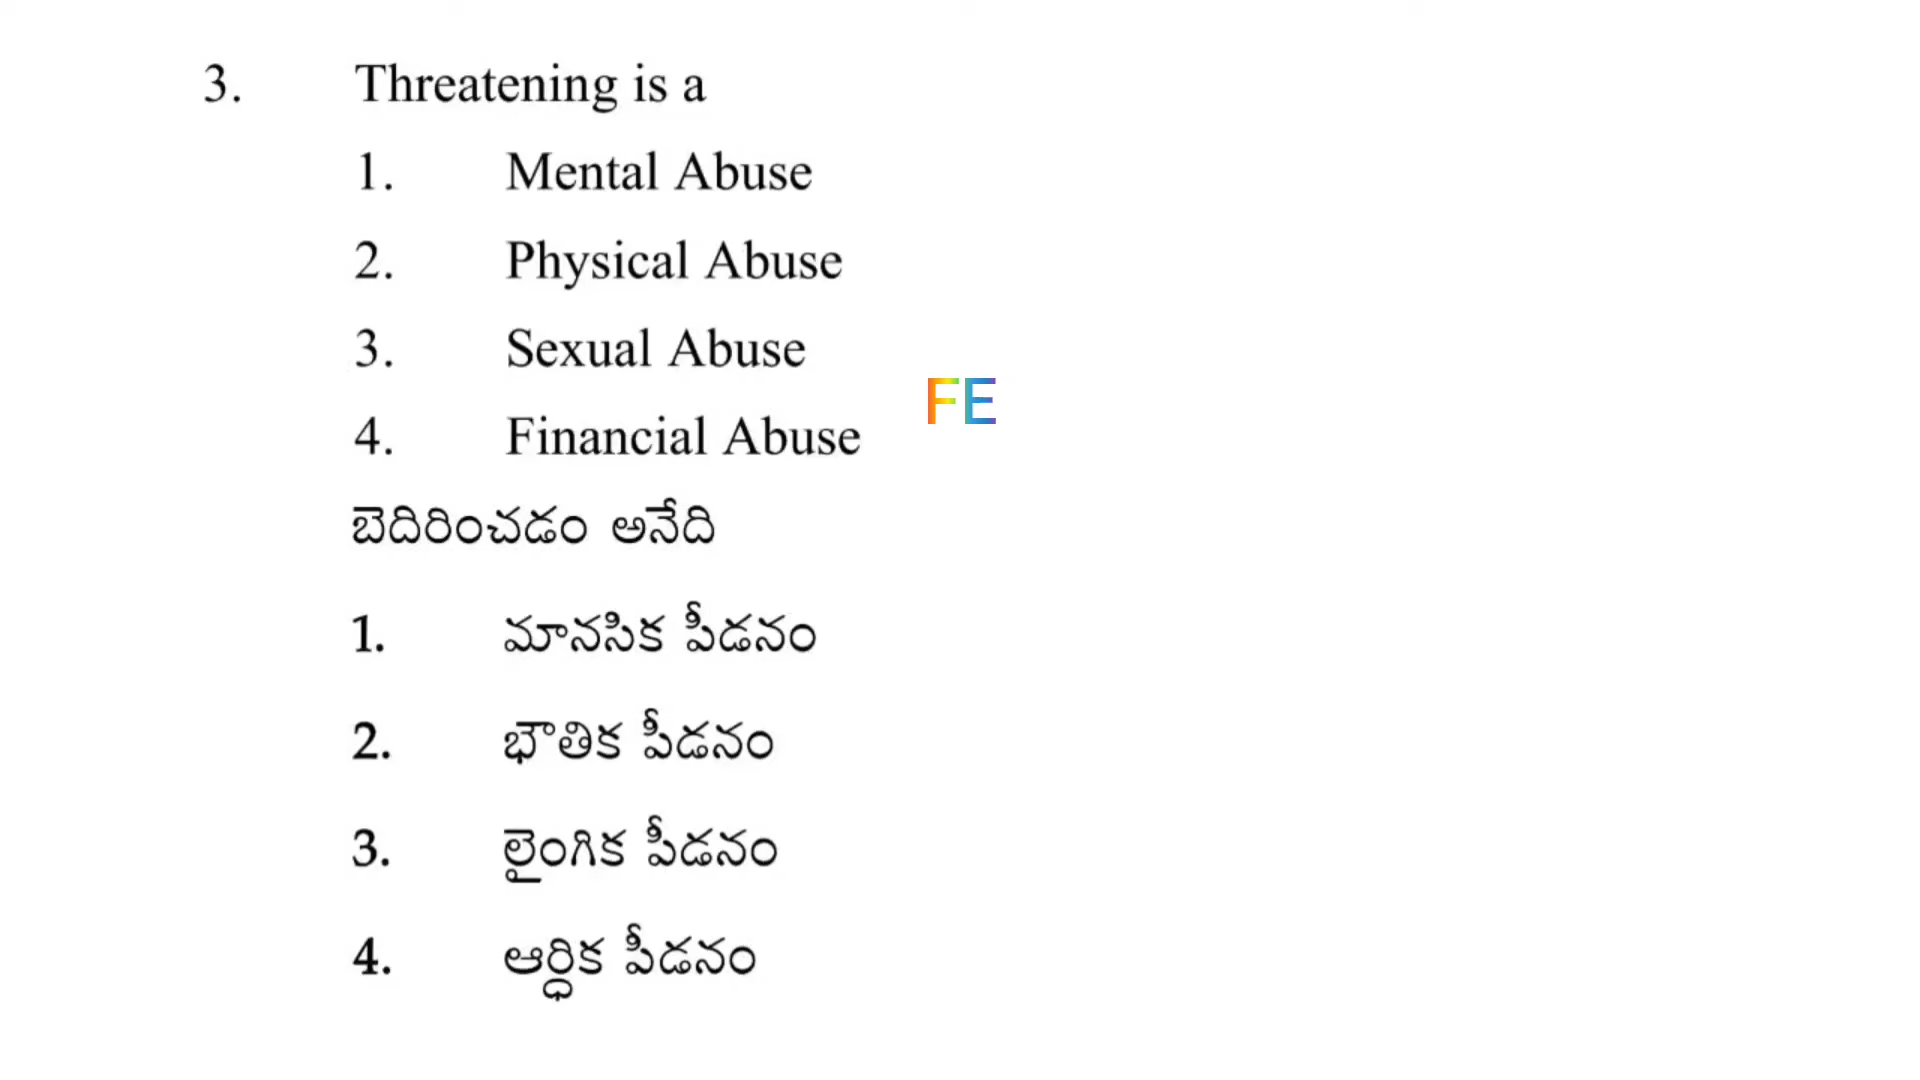 3. Threatening is a
1. Mental Abuse
2. Physical Abuse
3. Sexual Abuse
4. Financial Abuse
FE
బెదిరించడం అనేది
1. మానసిక పీడనం
2. భౌతిక పీడనం
3. లైంగిక పీడనం
4. ఆర్ధిక పీడనం